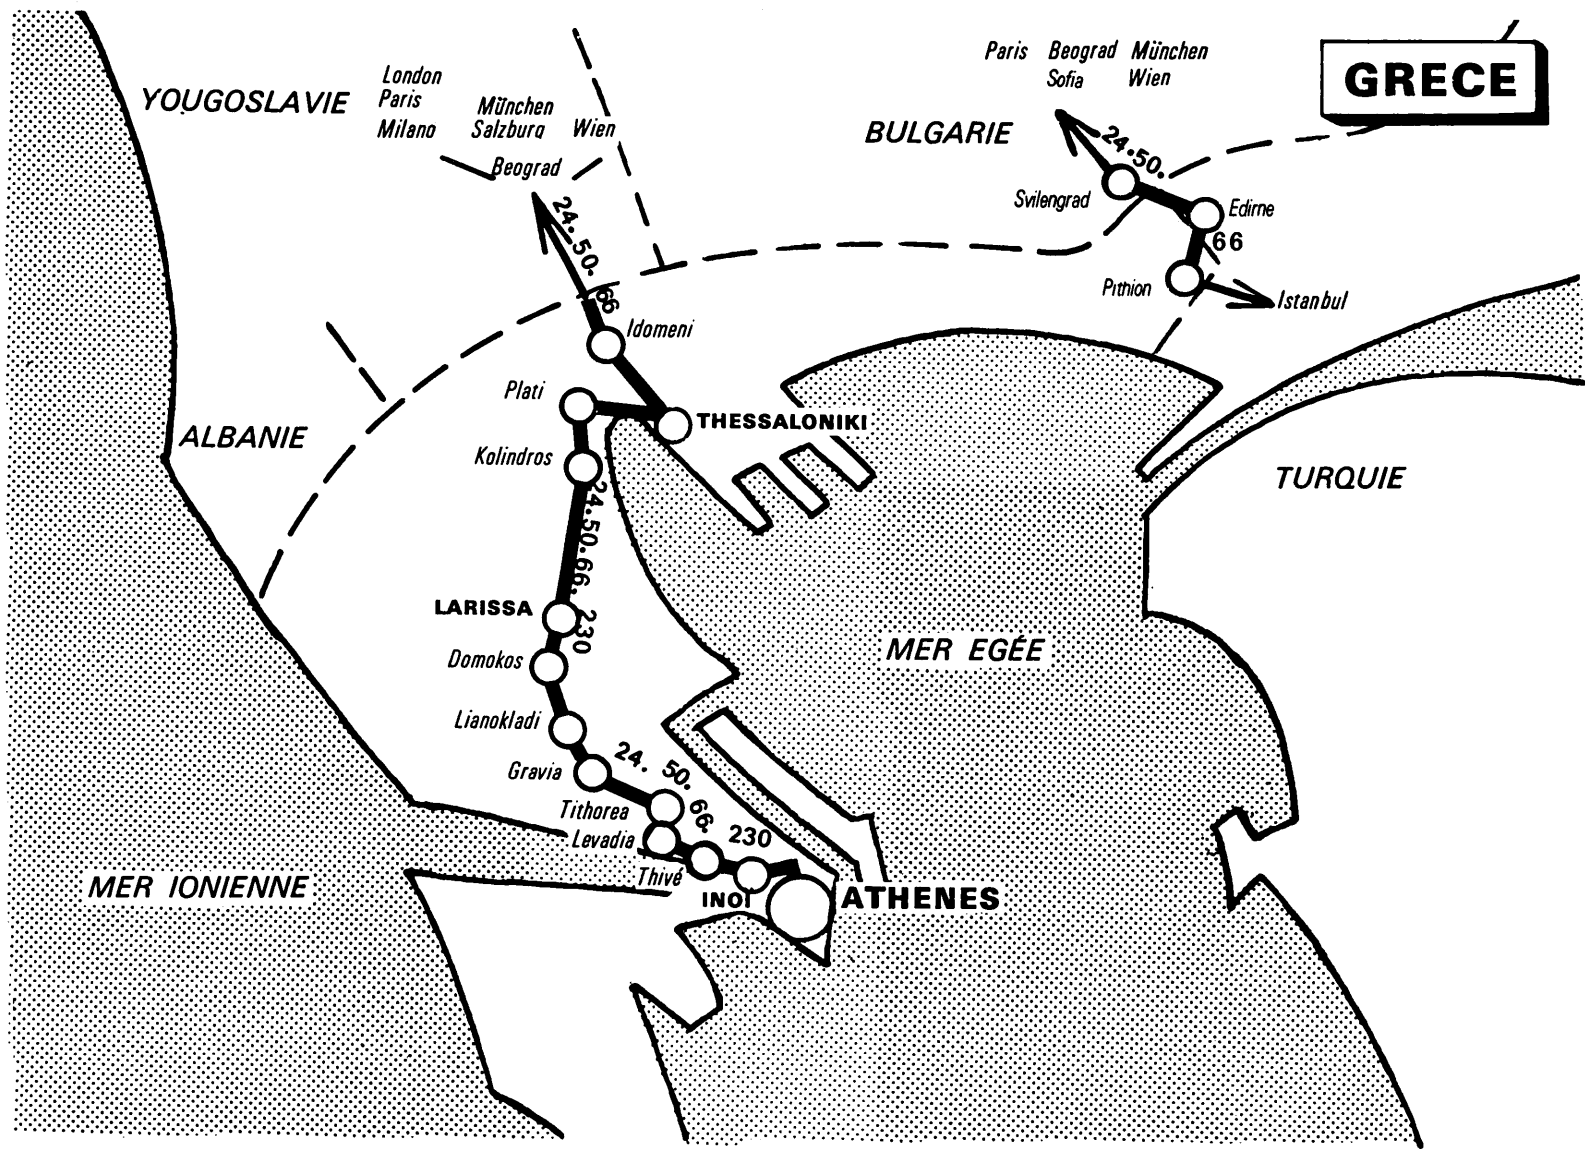 GRECE
Paris Beograd München
Sofia Wien
YOUGOSLAVIE
London
Paris
Milano
München
Salzburg
Wien
Beograd
BULGARIE
24.50.
Svilengrad
Edirne
66
Pithion
Istanbul
24. 50. 66
Idomeni
Plati
THESSALONIKI
ALBANIE
Kolindros
TURQUIE
24.50.66. 230
LARISSA
MER EGÉE
Domokos
Lianokladi
Gravia
24. 50. 66. 230
Tithorea
Levadia
Thivé
INOI
ATHENES
MER IONIENNE